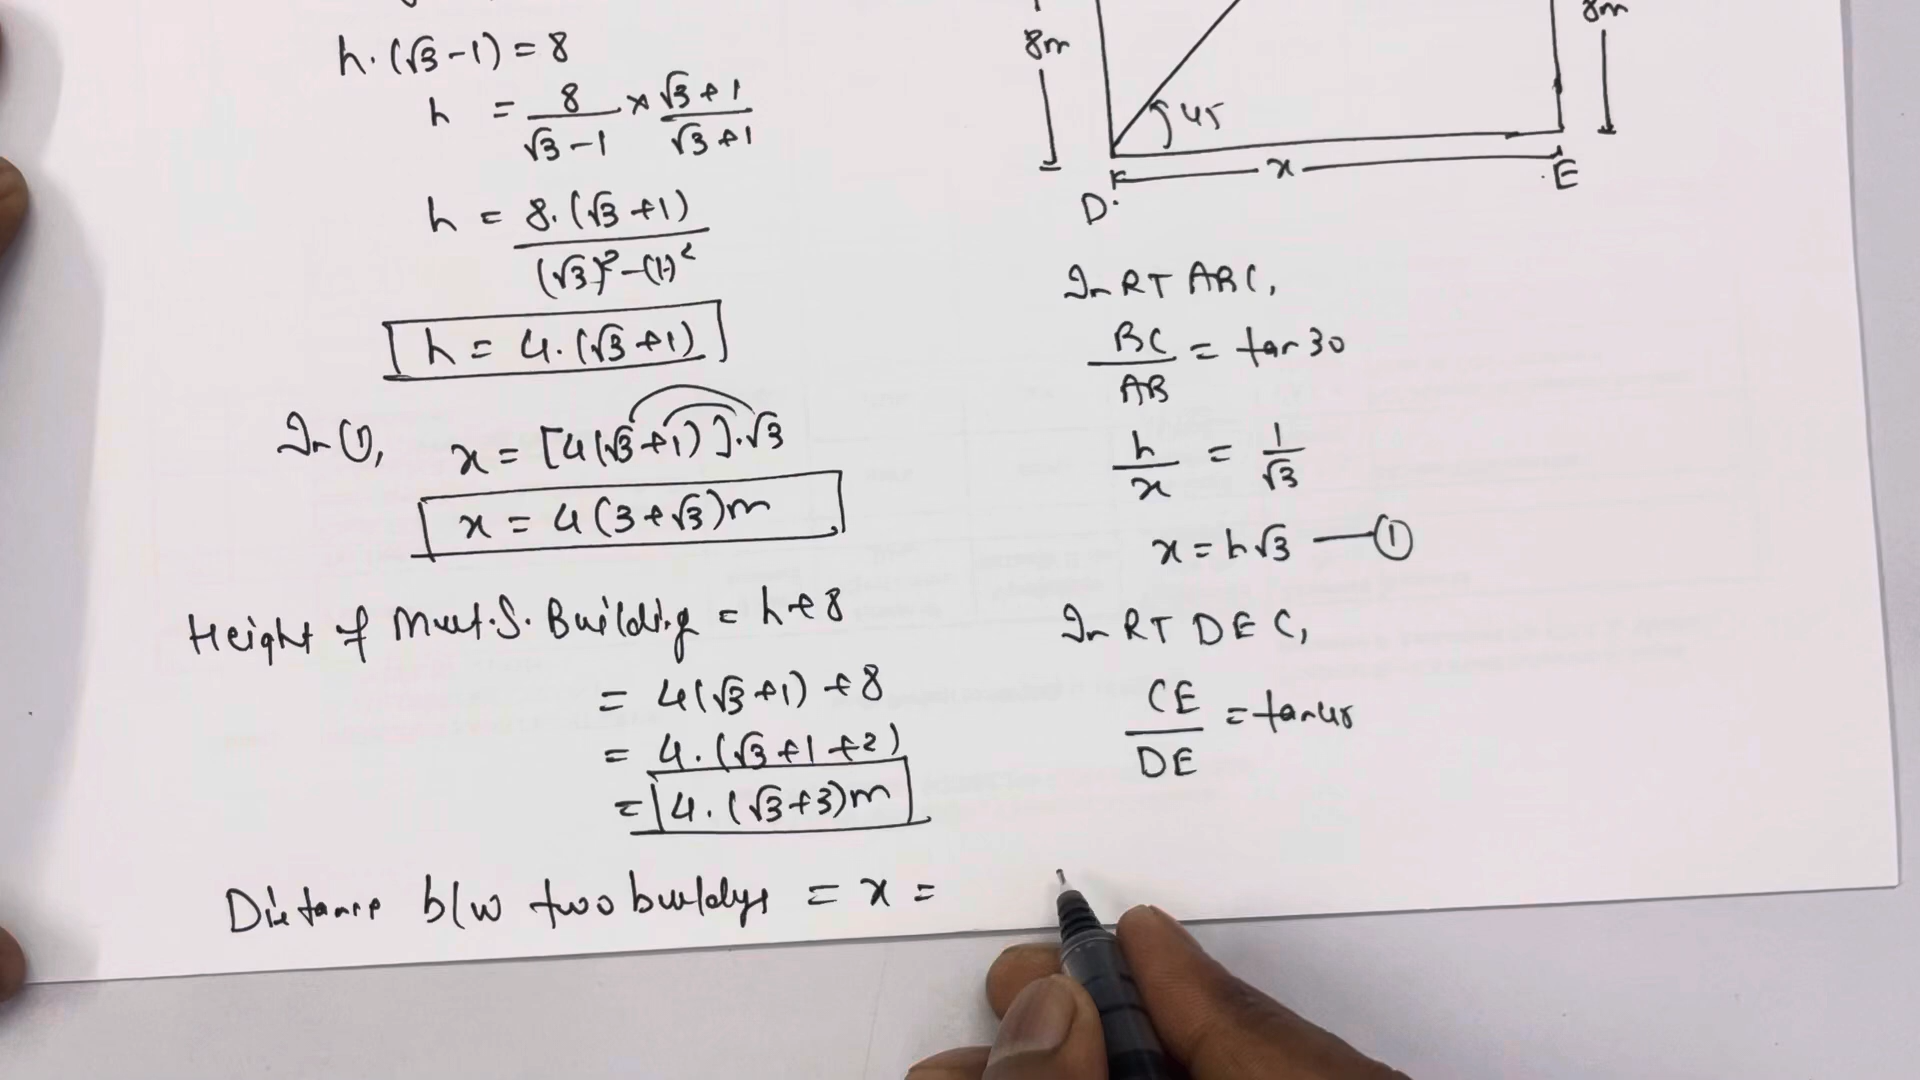 h.(√3-1) = 8
h = 8/(√3-1) × (√3+1)/(√3+1)
h = 8.(√3+1)/((√3)²-(1)²)
h = 4.(√3+1)
In (1), x = [4(√3+1)].√3
x = 4(3+√3)m
Height of Mult.S. Building = h+8
= 4(√3+1) +8
= 4.(√3+1+2)
= 4.(√3+3)m
Distance b/w two buildgs = x =
8m
8m
45
x
D.
.E
In RT ABC,
BC/AB = tan30
h/x = 1/√3
x = h√3 — (1)
In RT DEC,
CE/DE = tan45